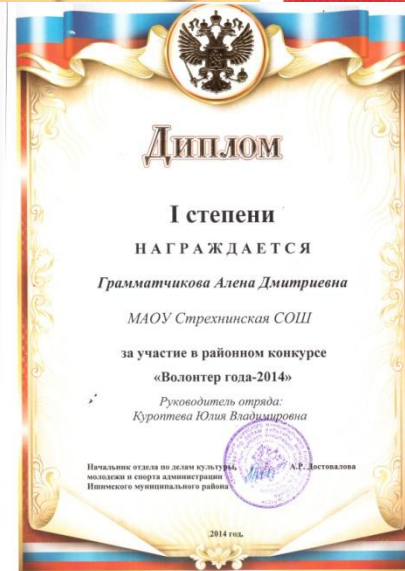 Диплом
I степени
НАГРАЖДАЕТСЯ
Грамматчикова Алена Дмитриевна
МАОУ Стрехнинская СОШ
за участие в районном конкурсе
«Волонтер года-2014»
Руководитель отряда:
Куроптева Юлия Владимировна
Начальник отдела по делам культуры, А.Р. Достовалова
молодежи и спорта администрации
Ишимского муниципального района
2014 год.